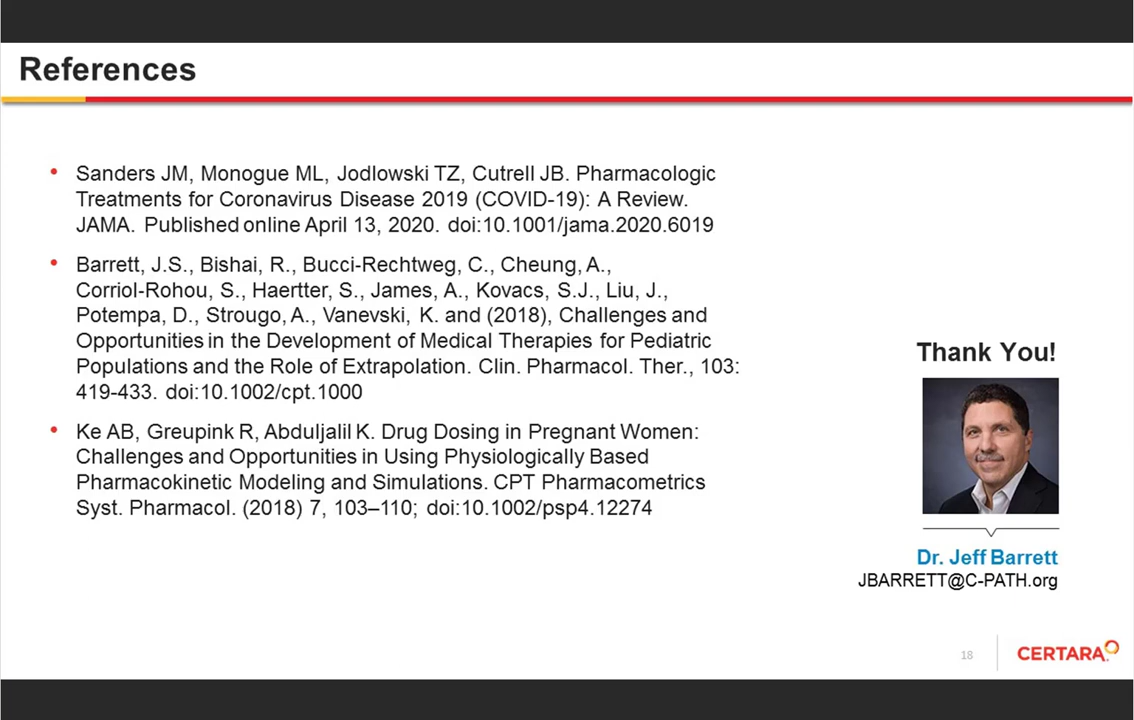 References
• Sanders JM, Monogue ML, Jodlowski TZ, Cutrell JB. Pharmacologic
Treatments for Coronavirus Disease 2019 (COVID-19): A Review.
JAMA. Published online April 13, 2020. doi:10.1001/jama.2020.6019
• Barrett, J.S., Bishai, R., Bucci-Rechtweg, C., Cheung, A.,
Corriol-Rohou, S., Haertter, S., James, A., Kovacs, S.J., Liu, J.,
Potempa, D., Strougo, A., Vanevski, K. and (2018), Challenges and
Opportunities in the Development of Medical Therapies for Pediatric
Populations and the Role of Extrapolation. Clin. Pharmacol. Ther., 103:
419-433. doi:10.1002/cpt.1000
• Ke AB, Greupink R, Abduljalil K. Drug Dosing in Pregnant Women:
Challenges and Opportunities in Using Physiologically Based
Pharmacokinetic Modeling and Simulations. CPT Pharmacometrics
Syst. Pharmacol. (2018) 7, 103–110; doi:10.1002/psp4.12274
Thank You!
Dr. Jeff Barrett
JBARRETT@C-PATH.org
18
CERTARA